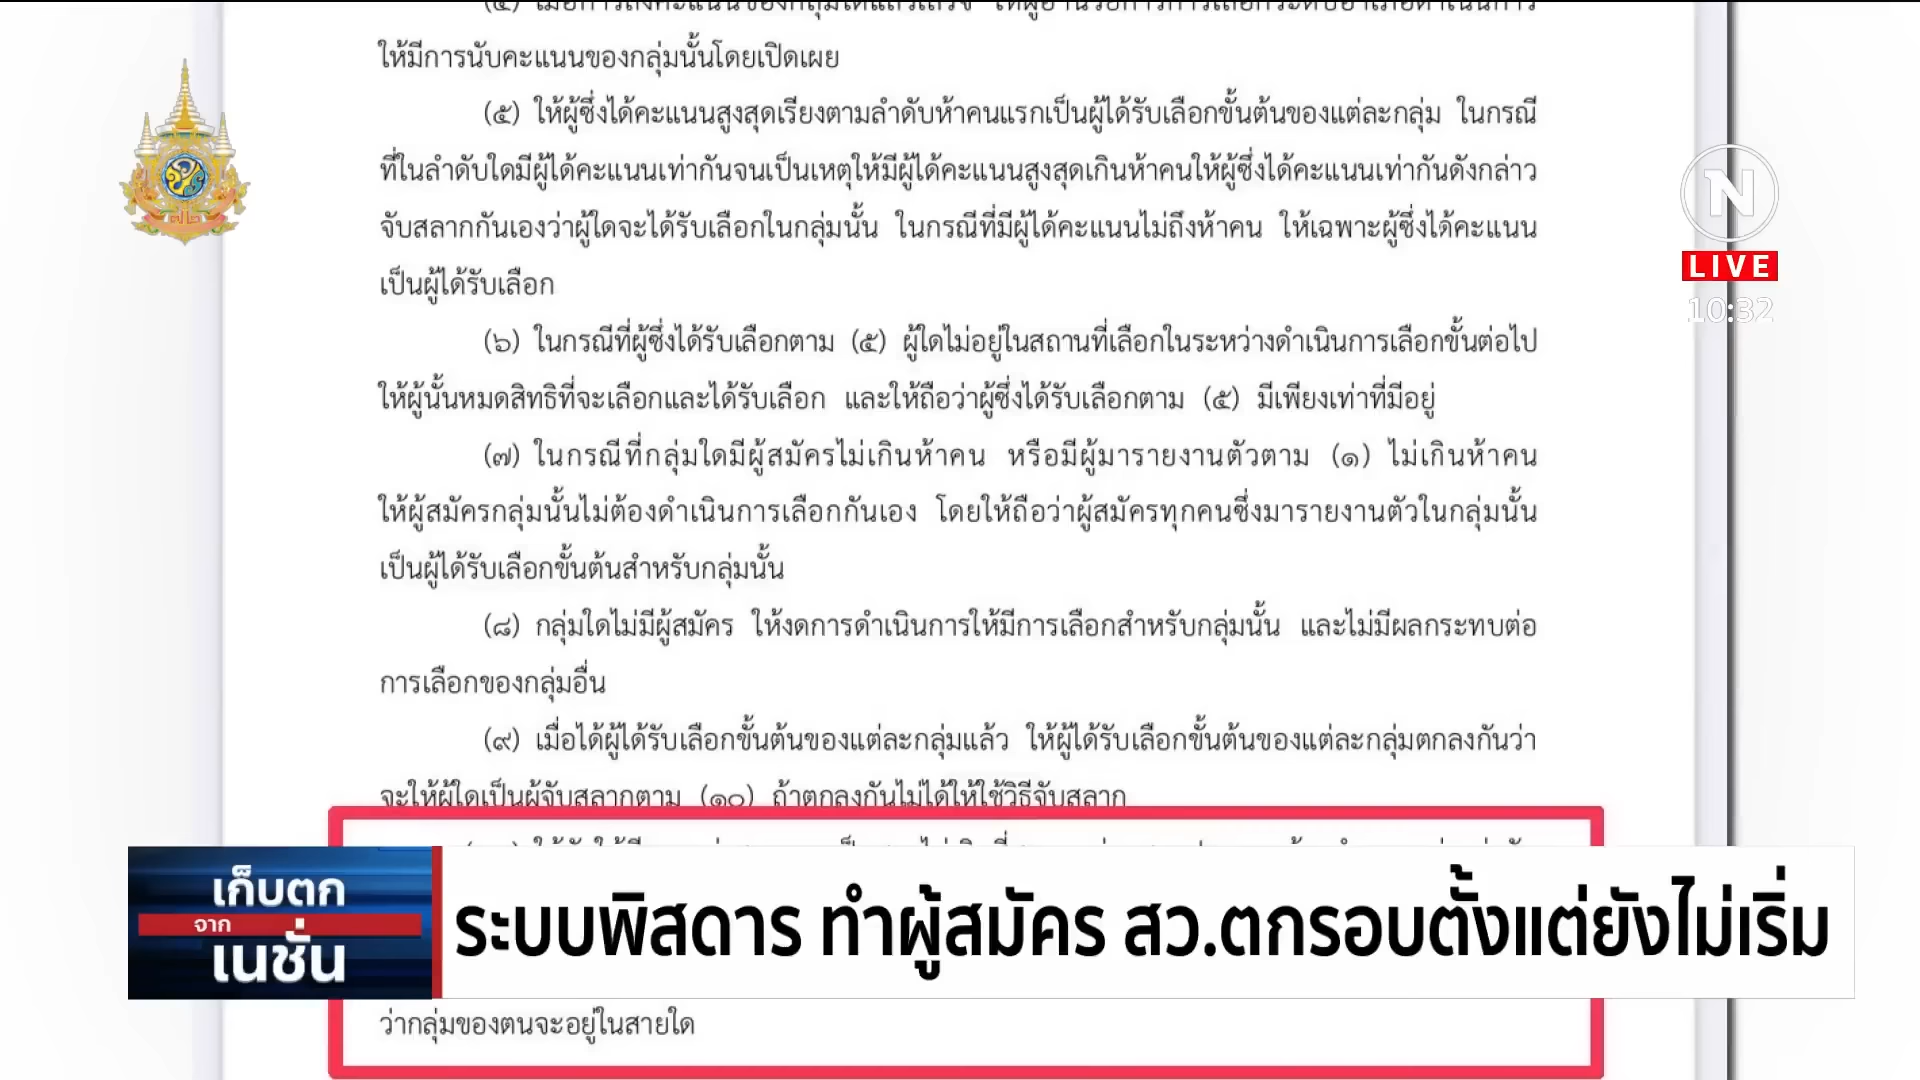 ให้มีการนับคะแนนของกลุ่มนั้นโดยเปิดเผย
(๕) ให้ผู้ซึ่งได้คะแนนสูงสุดเรียงตามลำดับห้าคนแรกเป็นผู้ได้รับเลือกขั้นต้นของแต่ละกลุ่ม ในกรณี
ที่ในลำดับใดมีผู้ได้คะแนนเท่ากันจนเป็นเหตุให้มีผู้ได้คะแนนสูงสุดเกินห้าคนให้ผู้ซึ่งได้คะแนนเท่ากันดังกล่าว
จับสลากกันเองว่าผู้ใดจะได้รับเลือกในกลุ่มนั้น ในกรณีที่มีผู้ได้คะแนนไม่ถึงห้าคน ให้เฉพาะผู้ซึ่งได้คะแนน
เป็นผู้ได้รับเลือก
(๖) ในกรณีที่ผู้ซึ่งได้รับเลือกตาม (๕) ผู้ใดไม่อยู่ในสถานที่เลือกในระหว่างดำเนินการเลือกขั้นต่อไป
ให้ผู้นั้นหมดสิทธิที่จะเลือกและได้รับเลือก และให้ถือว่าผู้ซึ่งได้รับเลือกตาม (๕) มีเพียงเท่าที่มีอยู่
(๗) ในกรณีที่กลุ่มใดมีผู้สมัครไม่เกินห้าคน หรือมีผู้มารายงานตัวตาม (๑) ไม่เกินห้าคน
ให้ผู้สมัครกลุ่มนั้นไม่ต้องดำเนินการเลือกกันเอง โดยให้ถือว่าผู้สมัครทุกคนซึ่งมารายงานตัวในกลุ่มนั้น
เป็นผู้ได้รับเลือกขั้นต้นสำหรับกลุ่มนั้น
(๘) กลุ่มใดไม่มีผู้สมัคร ให้งดการดำเนินการให้มีการเลือกสำหรับกลุ่มนั้น และไม่มีผลกระทบต่อ
การเลือกของกลุ่มอื่น
(๙) เมื่อได้ผู้ได้รับเลือกขั้นต้นของแต่ละกลุ่มแล้ว ให้ผู้ได้รับเลือกขั้นต้นของแต่ละกลุ่มตกลงกันว่า
จะให้ผู้ใดเป็นผู้จับสลากตาม (๑๐) ถ้าตกลงกันไม่ได้ให้ใช้วิธีจับสลาก
ว่ากลุ่มของตนจะอยู่ในสายใด
๗๒
N
LIVE
10:32
เก็บตก
จาก
เนชั่น
ระบบพิสดาร ทำผู้สมัคร สว.ตกรอบตั้งแต่ยังไม่เริ่ม